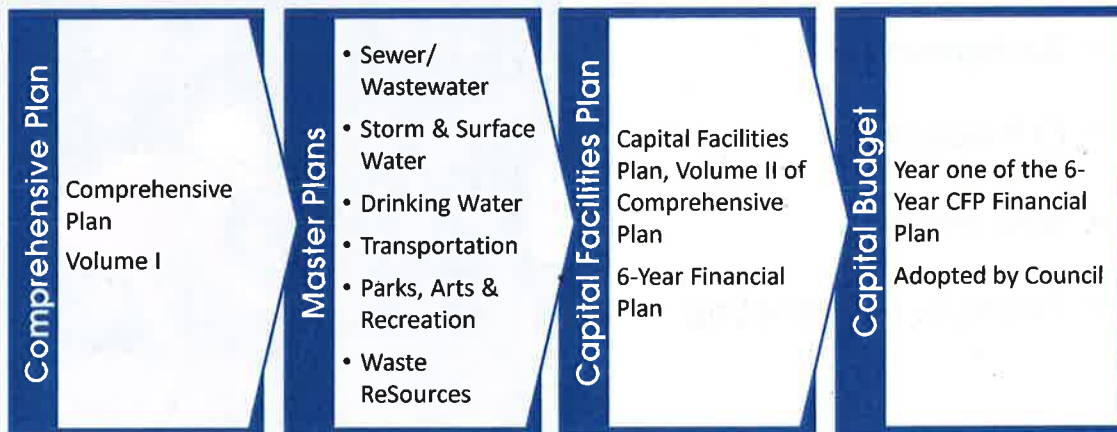 Comprehensive Plan
Comprehensive
Plan
Volume I
Master Plans
• Sewer/
Wastewater
• Storm & Surface
Water
• Drinking Water
• Transportation
• Parks, Arts &
Recreation
• Waste
ReSources
Capital Facilities Plan
Capital Facilities
Plan, Volume II of
Comprehensive
Plan
6-Year Financial
Plan
Capital Budget
Year one of the 6-
Year CFP Financial
Plan
Adopted by Council